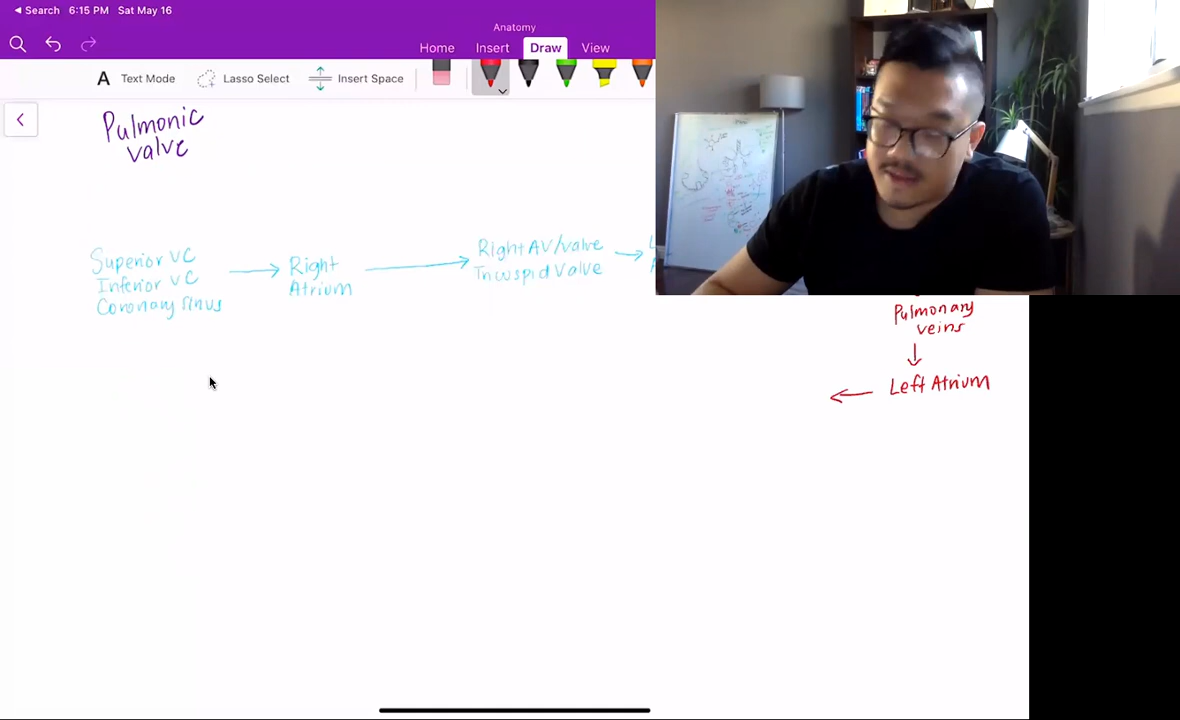 Search 6:15 PM Sat May 16
Anatomy
Home Insert Draw View
A Text Mode Lasso Select Insert Space
Pulmonic
valve
Superior VC
Inferior VC
Coronary sinus
Right
Atrium
Right AV/valve
Tricuspid Valve
Pulmonary
veins
Left Atrium